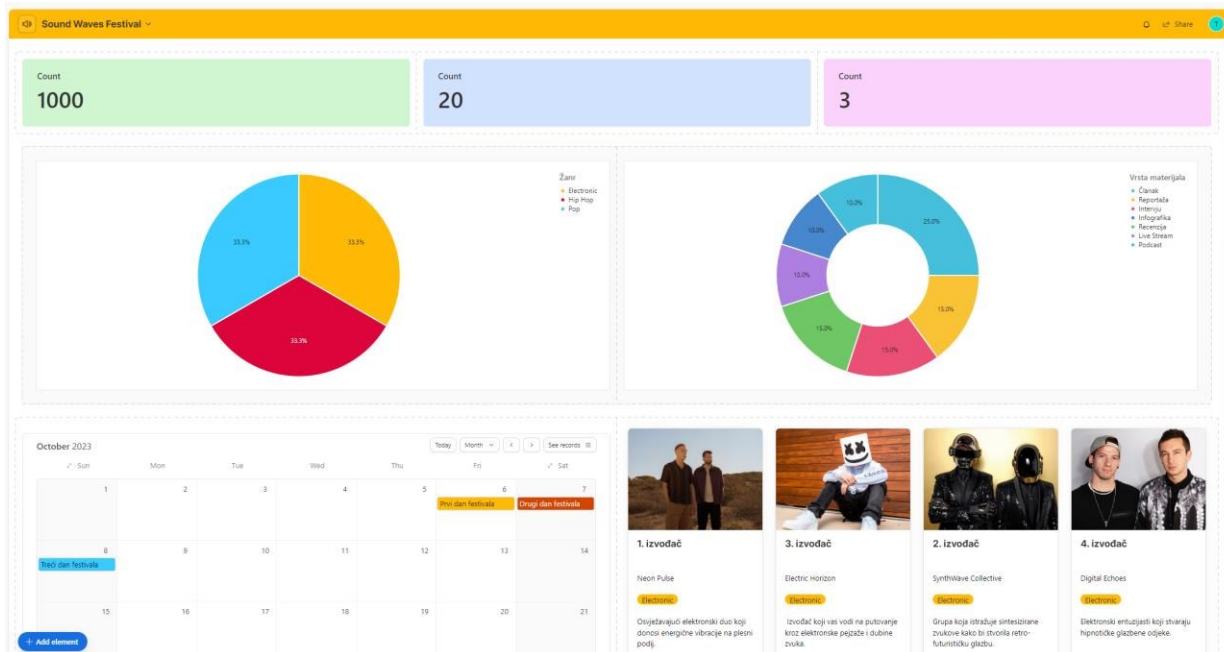 Sound Waves Festival
Share
T
Count
1000
Count
20
Count
3
33.3%
33.3%
33.3%
Žanr
Electronic
Hip Hop
Pop
10.0%
25.0%
10.0%
10.0%
15.0%
15.0%
15.0%
Vrsta materijala
Članak
Reportaža
Intervju
Infografika
Recenzija
Live Stream
Podcast
October 2023
Today
Month
See records
Sun Mon Tue Wed Thu Fri Sat
1 2 3 4 5 6 7
Prvi dan festivala
Drugi dan festivala
8 9 10 11 12 13 14
Treći dan festivala
15 16 17 18 19 20 21
+ Add element
1. izvođač
Neon Pulse
Electronic
Osvježavajući elektronski duo koji
donosi energične vibracije na plesni
podij.
3. izvođač
Electric Horizon
Electronic
Izvođač koji vas vodi na putovanje
kroz elektronske pejzaže i dubine
zvuka.
2. izvođač
SynthWave Collective
Electronic
Grupa koja istražuje sintesizirane
zvukove kako bi stvorila retro-
futurističku glazbu.
4. izvođač
Digital Echoes
Electronic
Elektronski entuzijasti koji stvaraju
hipnotičke glazbene odjeke.